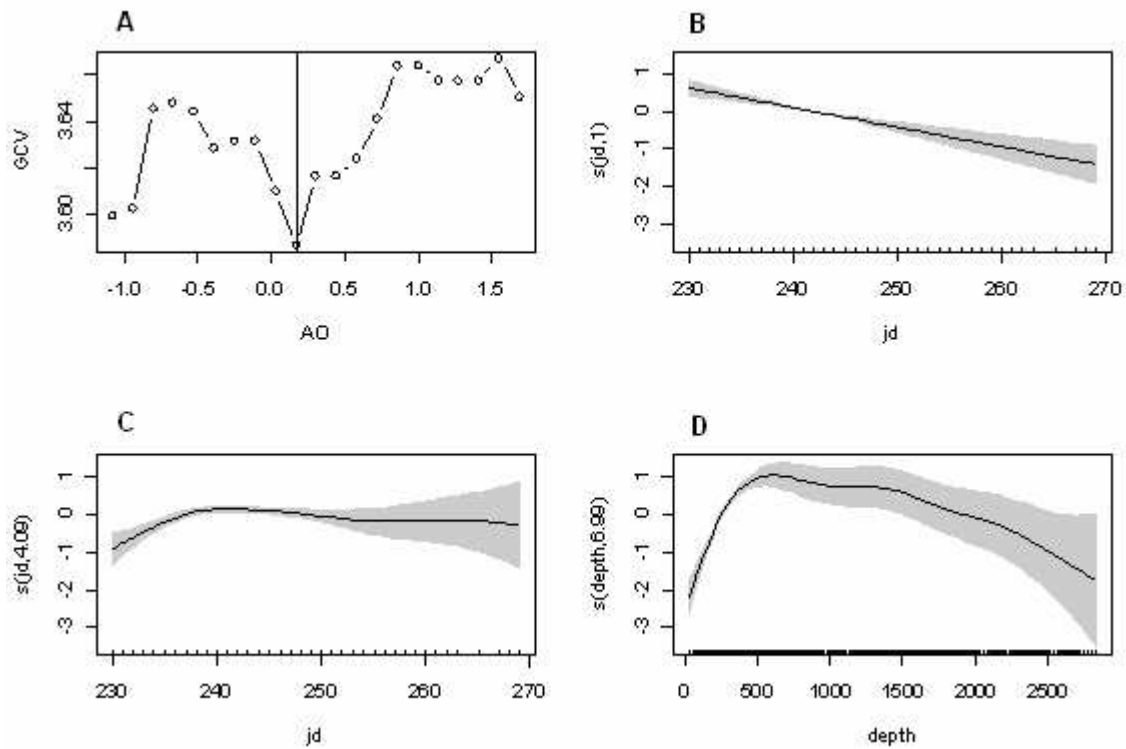 A
GCV
3.60
3.64
-1.0 -0.5 0.0 0.5 1.0 1.5
AO
B
s(jd,1)
1
0
-1
-2
-3
230 240 250 260 270
jd
C
s(jd,4.09)
1
0
-1
-2
-3
230 240 250 260 270
jd
D
s(depth,6.99)
1
0
-1
-2
-3
0 500 1000 1500 2000 2500
depth